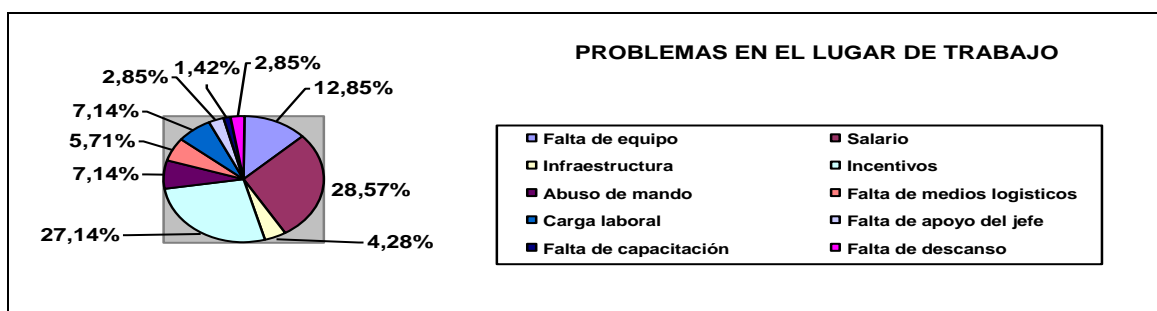 PROBLEMAS EN EL LUGAR DE TRABAJO
2,85%
1,42%
2,85%
12,85%
7,14%
5,71%
7,14%
28,57%
27,14%
4,28%
Falta de equipo
Salario
Infraestructura
Incentivos
Abuso de mando
Falta de medios logisticos
Carga laboral
Falta de apoyo del jefe
Falta de capacitación
Falta de descanso